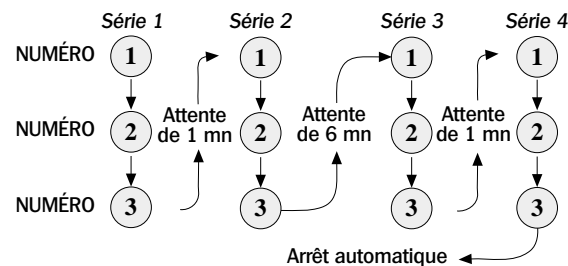 Série 1 Série 2 Série 3 Série 4
NUMÉRO 1 1 1 1
Attente de 1 mn
Attente de 6 mn
Attente de 1 mn
NUMÉRO 2 2 2 2
NUMÉRO 3 3 3 3
Arrêt automatique